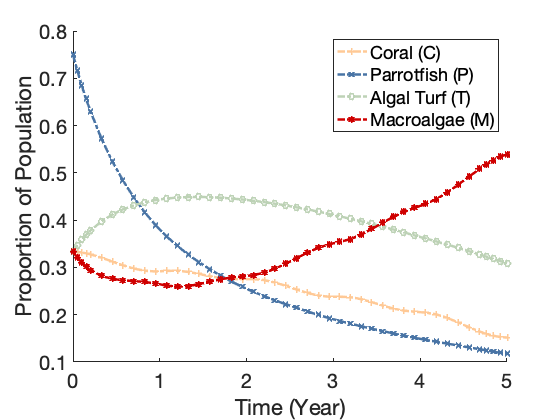 0.8
0.7
0.6
0.5
0.4
0.3
0.2
0.1
Proportion of Population
Coral (C)
Parrotfish (P)
Algal Turf (T)
Macroalgae (M)
0 1 2 3 4 5
Time (Year)